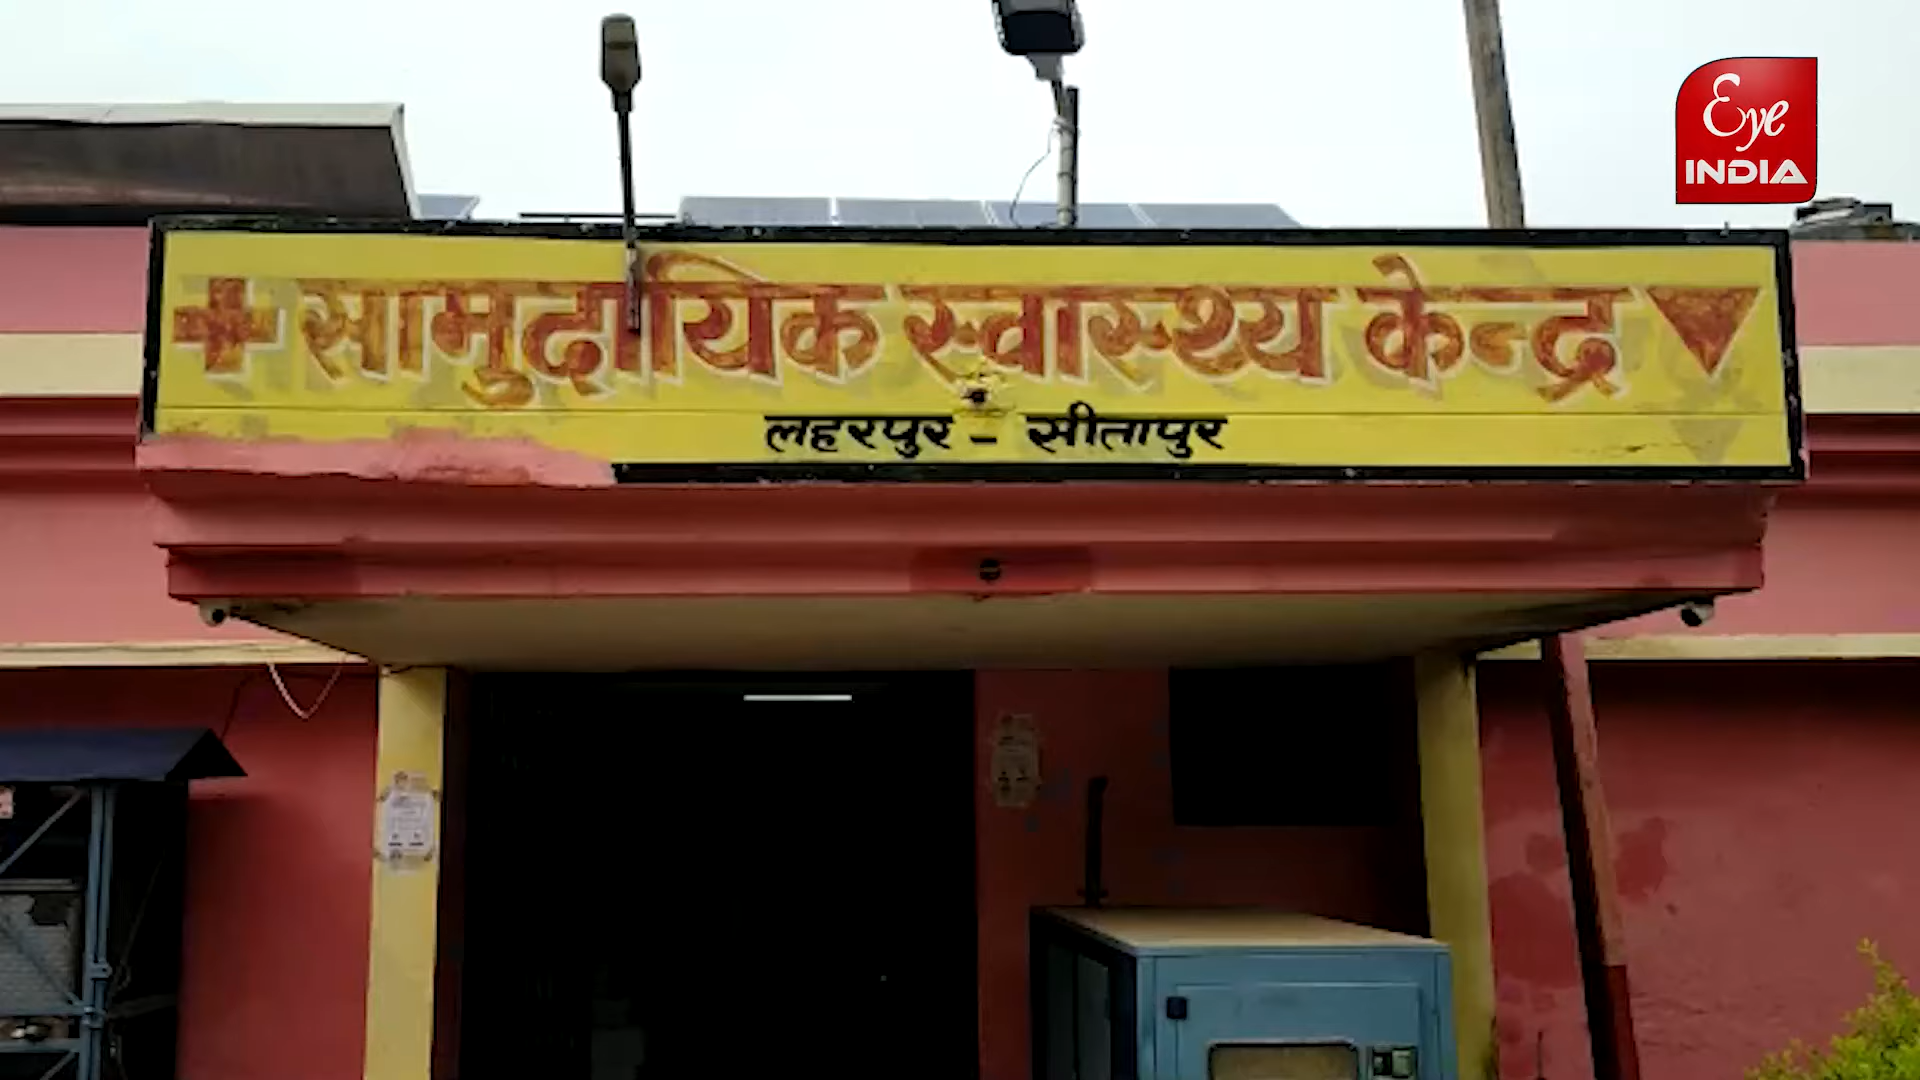 Eye
INDIA
सामुदायिक स्वास्थ्य केन्द्र
लहरपुर - सीतापुर